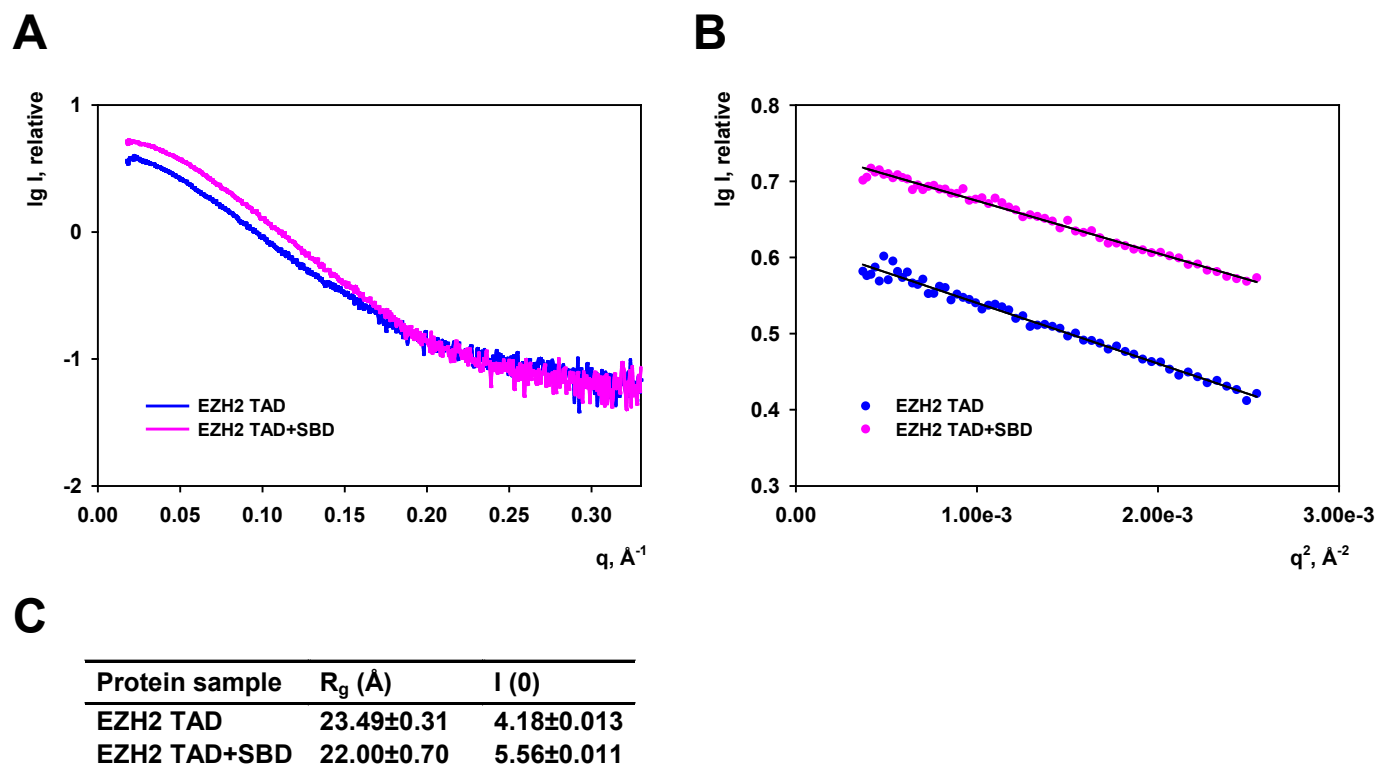 A
B
lg I, relative
1
0
-1
-2
EZH2 TAD
EZH2 TAD+SBD
0.00 0.05 0.10 0.15 0.20 0.25 0.30
q, Å-1
lg I, relative
0.8
0.7
0.6
0.5
0.4
0.3
EZH2 TAD
EZH2 TAD+SBD
0.00 1.00e-3 2.00e-3 3.00e-3
q2, Å-2
C
Protein sample Rg (Å) I (0)
EZH2 TAD 23.49±0.31 4.18±0.013
EZH2 TAD+SBD 22.00±0.70 5.56±0.011